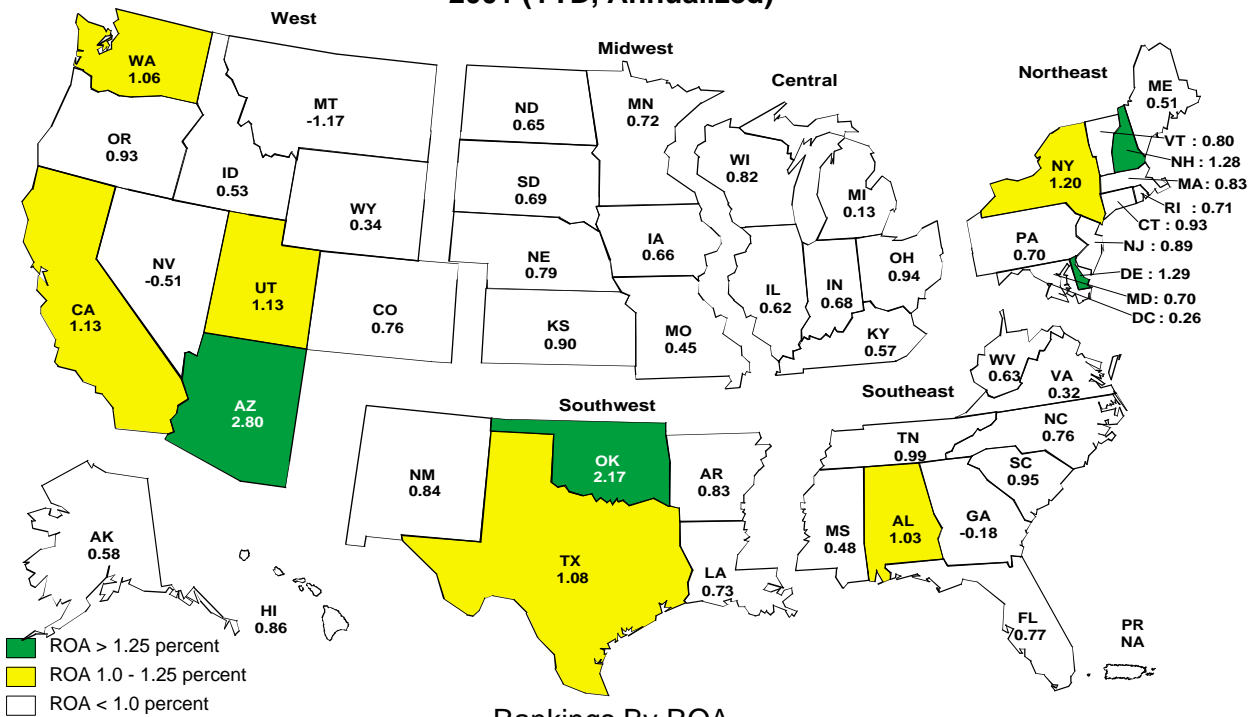 2001 (YTD, Annualized)
West
Midwest
Central
Northeast
WA
1.06
MT
-1.17
OR
0.93
ID
0.53
WY
0.34
NV
-0.51
UT
1.13
CA
1.13
CO
0.76
AZ
2.80
ND
0.65
MN
0.72
SD
0.69
NE
0.79
IA
0.66
KS
0.90
MO
0.45
WI
0.82
MI
0.13
IL
0.62
IN
0.68
OH
0.94
KY
0.57
ME
0.51
VT : 0.80
NH : 1.28
NY
1.20
MA : 0.83
RI : 0.71
CT : 0.93
NJ : 0.89
PA
0.70
DE : 1.29
MD : 0.70
DC : 0.26
Southwest
Southeast
NM
0.84
OK
2.17
AR
0.83
TX
1.08
LA
0.73
WV
0.63
VA
0.32
NC
0.76
TN
0.99
SC
0.95
MS
0.48
AL
1.03
GA
-0.18
FL
0.77
PR
NA
AK
0.58
HI
0.86
ROA > 1.25 percent
ROA 1.0 - 1.25 percent
ROA < 1.0 percent
Rankings By ROA